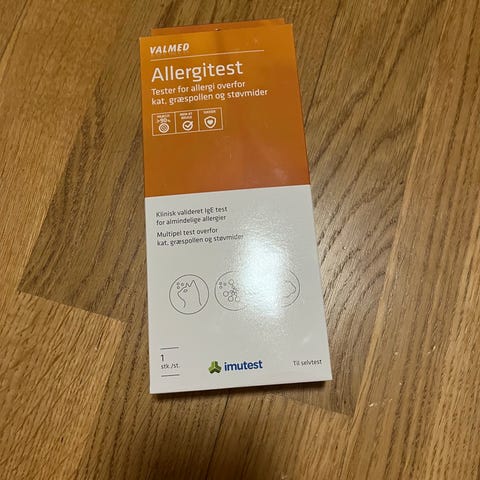 VALMED
Allergitest
Tester for allergi overfor
kat, græspollen og støvmider
>90%
Klinisk valideret IgE test
for almindelige allergier
Multipel test overfor
kat, græspollen og støvmider
1
stk./st.
imutest
Til selvtest